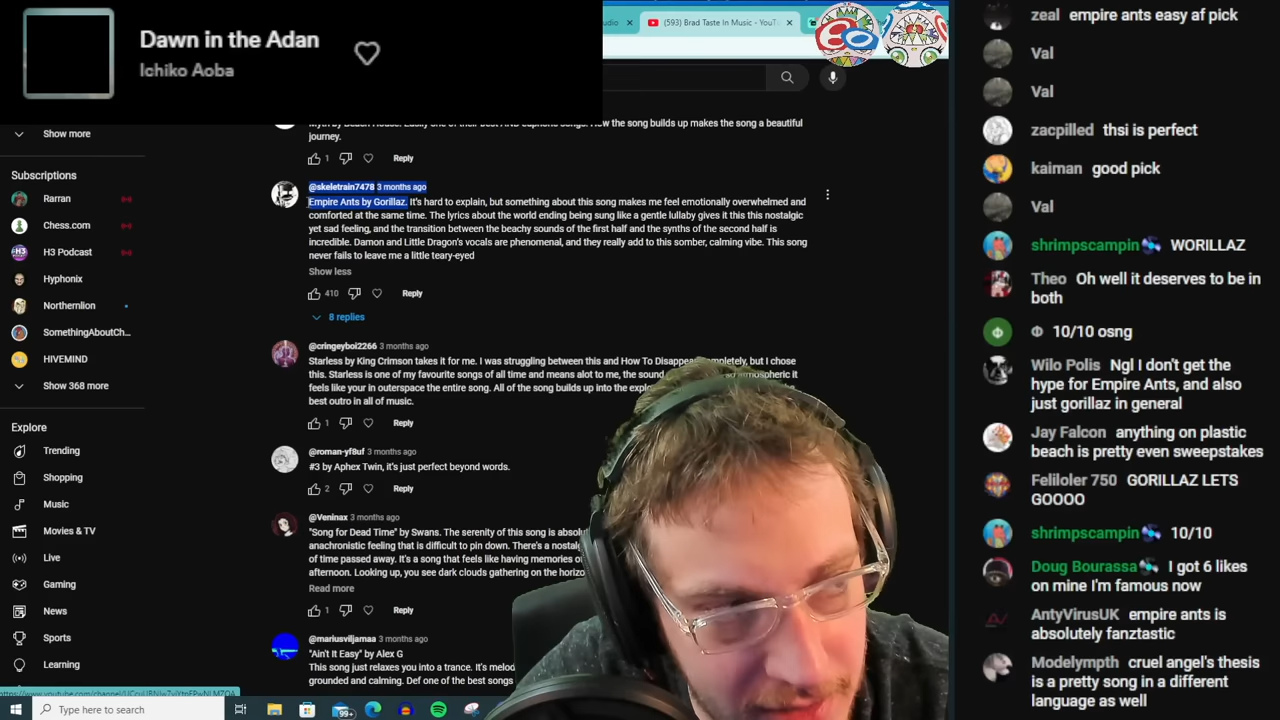 Dawn in the Adan
Ichiko Aoba
(593) Brad Taste In Music - YouTu
Show more
Subscriptions
Rarran
Chess.com
H3 Podcast
Hyphonix
Northernlion
SomethingAboutCh...
HIVEMIND
Show 368 more
Explore
Trending
Shopping
Music
Movies & TV
Live
Gaming
News
Sports
Learning
the song builds up makes the song a beautiful
journey.
1 Reply
@skeletrain7478 3 months ago
Empire Ants by Gorillaz. It's hard to explain, but something about this song makes me feel emotionally overwhelmed and
comforted at the same time. The lyrics about the world ending being sung like a gentle lullaby gives it this this nostalgic
yet sad feeling, and the transition between the beachy sounds of the first half and the synths of the second half is
incredible. Damon and Little Dragon's vocals are phenomenal, and they really add to this somber, calming vibe. This song
never fails to leave me a little teary-eyed
Show less
410 Reply
8 replies
@cringeyboi2266 3 months ago
Starless by King Crimson takes it for me. I was struggling between this and How To Disappear Completely, but I chose
this. Starless is one of my favourite songs of all time and means alot to me, the sound
atmospheric it
feels like your in outerspace the entire song. All of the song builds up into the
best outro in all of music.
1 Reply
@roman-yf8uf 3 months ago
#3 by Aphex Twin, it's just perfect beyond words.
2 Reply
@Veninax 3 months ago
"Song for Dead Time" by Swans. The serenity of this song is
anachronistic feeling that is difficult to pin down. There's a
of time passed away. It's a song that feels like having memories
afternoon. Looking up, you see dark clouds gathering on the
Read more
1 Reply
@mariusviljamaa 3 months ago
"Ain't It Easy" by Alex G
This song just relaxes you into a trance. It's
grounded and calming. Def one of the best songs
Type here to search
99+
zeal empire ants easy af pick
Val
Val
zacpilled thsi is perfect
kaiman good pick
Val
shrimpscampin WORILLAZ
Theo Oh well it deserves to be in
both
Φ 10/10 osng
Wilo Polis Ngl I don't get the
hype for Empire Ants, and also
just gorillaz in general
Jay Falcon anything on plastic
beach is pretty even sweepstakes
Feliloler 750 GORILLAZ LETS
GOOOO
shrimpscampin 10/10
Doug Bourassa I got 6 likes
on mine I'm famous now
AntyVirusUK empire ants is
absolutely fanztastic
Modelympth cruel angel's thesis
is a pretty song in a different
language as well